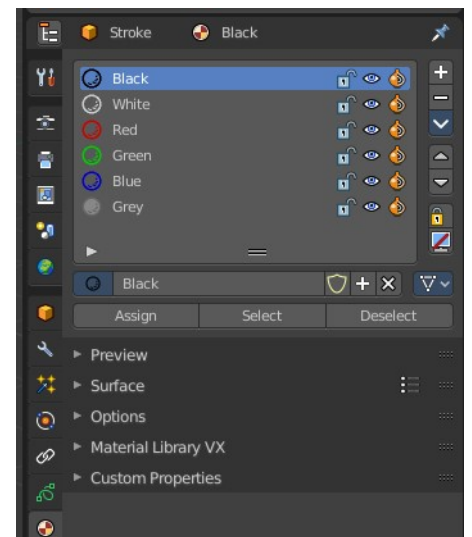 Stroke Black
Black
White
Red
Green
Blue
Grey
Black
Assign Select Deselect
Preview
Surface
Options
Material Library VX
Custom Properties